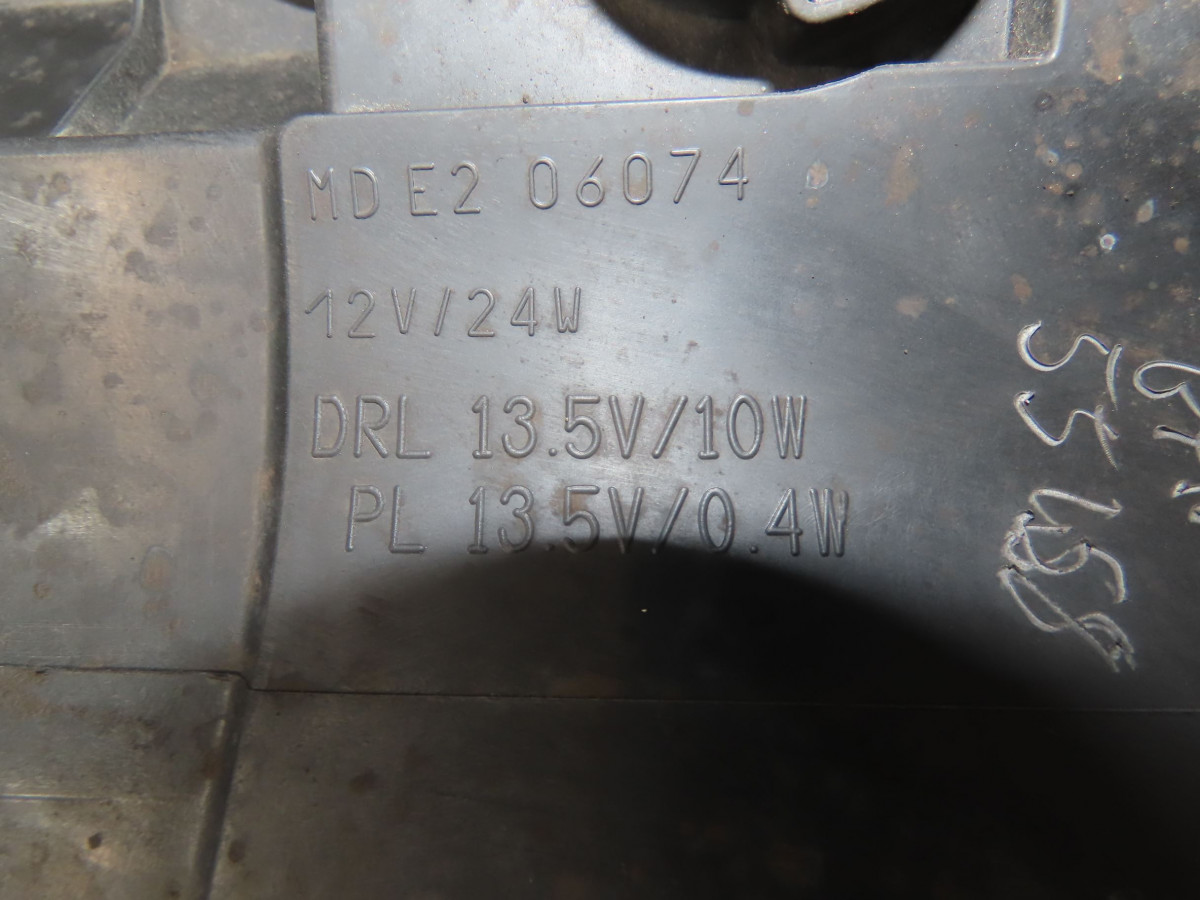 MD E2 06074
12V/24W
DRL 13.5V/10W
PL 13.5V/0.4W